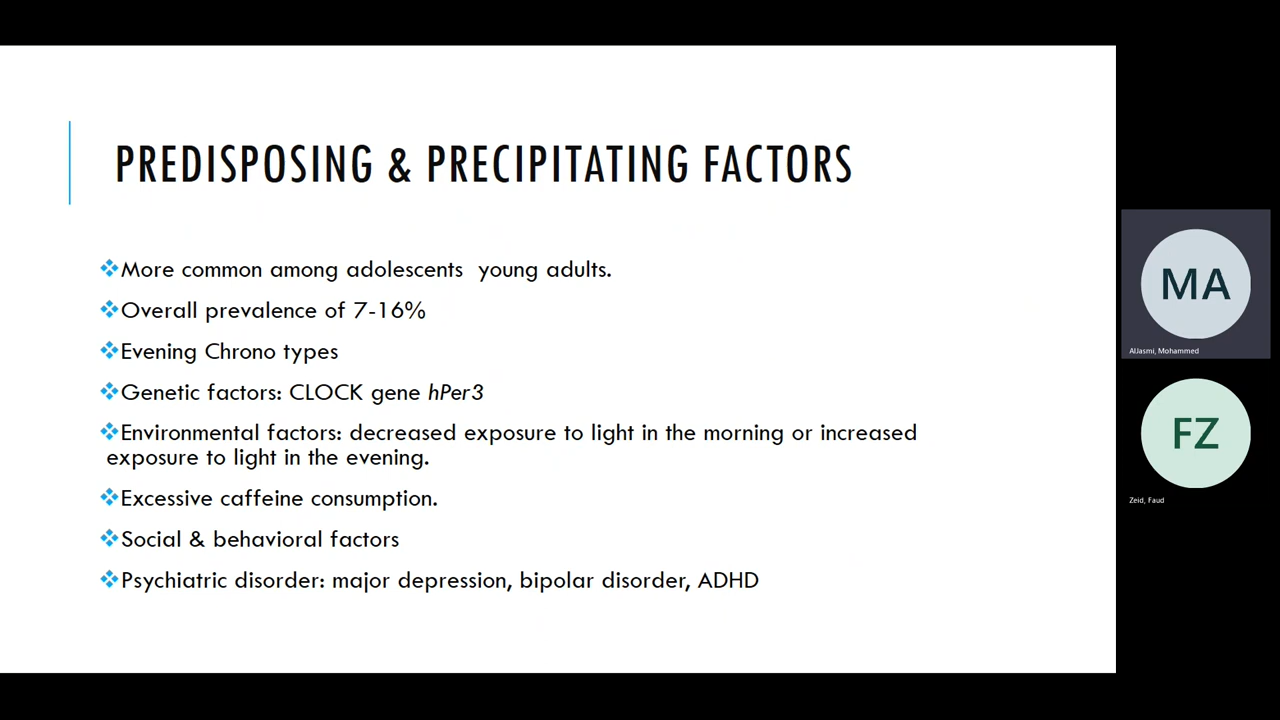 PREDISPOSING & PRECIPITATING FACTORS
More common among adolescents  young adults.
Overall prevalence of 7-16%
Evening Chrono types
Genetic factors: CLOCK gene hPer3
Environmental factors: decreased exposure to light in the morning or increased
exposure to light in the evening.
Excessive caffeine consumption.
Social & behavioral factors
Psychiatric disorder: major depression, bipolar disorder, ADHD
MA
AlJasmi, Mohammed
FZ
Zeid, Faud